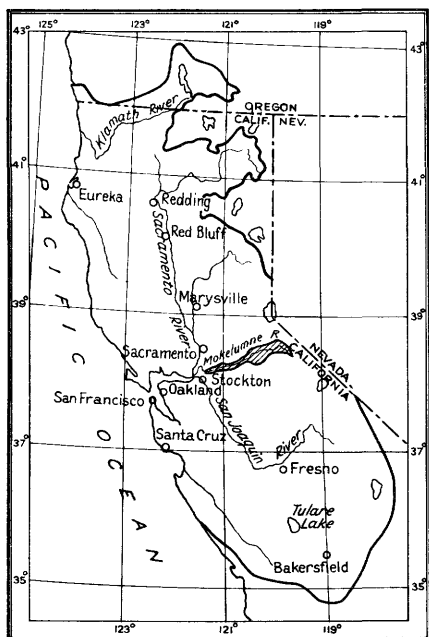 125° 123° 121° 119°
43° 43°
OREGON
CALIF. NEV.
Klamath River
41° 41°
Eureka
Redding
Red Bluff
Sacramento River
Marysville
39° 39°
PACIFIC OCEAN
Sacramento
Mokelumne R
NEVADA
CALIFORNIA
Stockton
Oakland
San Francisco
San Joaquin River
Santa Cruz
37° 37°
Fresno
Tulare
Lake
Bakersfield
35° 35°
123° 121° 119°